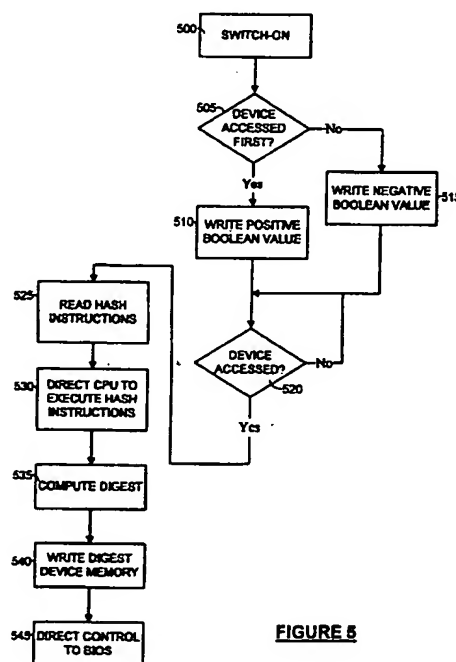 500
SWITCH-ON
505
DEVICE
ACCESSED
FIRST?
No
Yes
510
WRITE POSITIVE
BOOLEAN VALUE
WRITE NEGATIVE
BOOLEAN VALUE
525
READ HASH
INSTRUCTIONS
DEVICE
ACCESSED?
No
520
Yes
530
DIRECT CPU TO
EXECUTE HASH
INSTRUCTIONS
535
COMPUTE DIGEST
540
WRITE DIGEST
DEVICE MEMORY
545
DIRECT CONTROL
TO BIOS
FIGURE 5